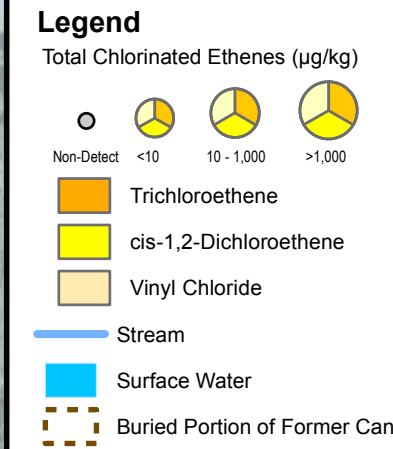 Legend
Total Chlorinated Ethenes (µg/kg)
Non-Detect <10 10 - 1,000 >1,000
Trichloroethene
cis-1,2-Dichloroethene
Vinyl Chloride
Stream
Surface Water
Buried Portion of Former Can